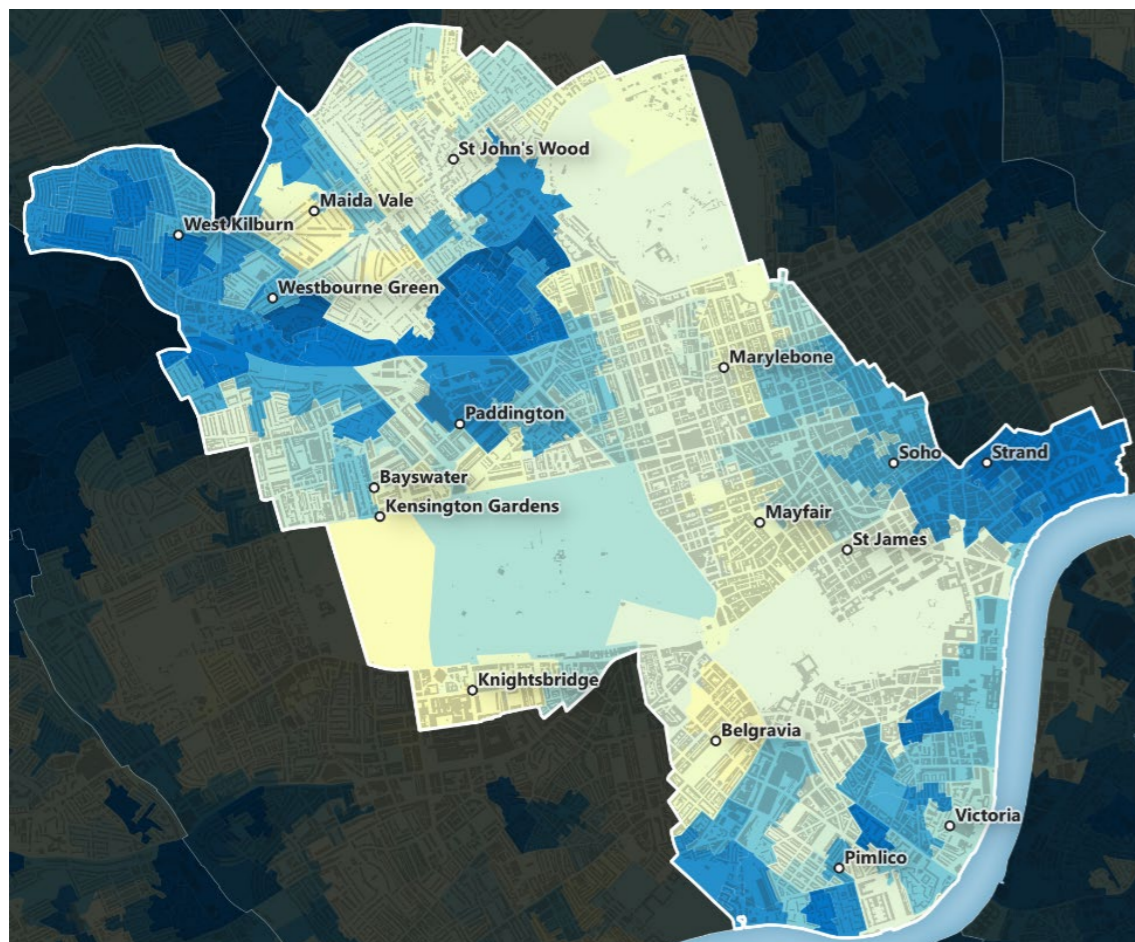 St John's Wood
Maida Vale
West Kilburn
Westbourne Green
Marylebone
Paddington
Soho
Strand
Bayswater
Kensington Gardens
Mayfair
St James
Knightsbridge
Belgravia
Victoria
Pimlico